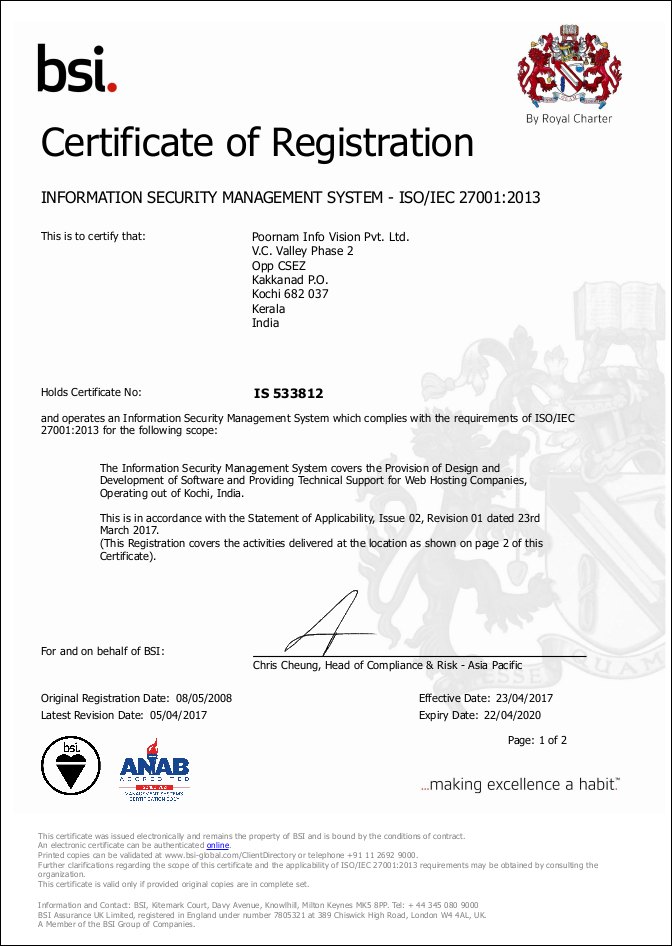 bsi.
By Royal Charter
Certificate of Registration
INFORMATION SECURITY MANAGEMENT SYSTEM - ISO/IEC 27001:2013
This is to certify that:
Poornam Info Vision Pvt. Ltd.
V.C. Valley Phase 2
Opp CSEZ
Kakkanad P.O.
Kochi 682 037
Kerala
India
Holds Certificate No:
IS 533812
and operates an Information Security Management System which complies with the requirements of ISO/IEC
27001:2013 for the following scope:
The Information Security Management System covers the Provision of Design and
Development of Software and Providing Technical Support for Web Hosting Companies,
Operating out of Kochi, India.
This is in accordance with the Statement of Applicability, Issue 02, Revision 01 dated 23rd
March 2017.
(This Registration covers the activities delivered at the location as shown on page 2 of this
Certificate).
For and on behalf of BSI:
Chris Cheung, Head of Compliance & Risk - Asia Pacific
Original Registration Date: 08/05/2008
Effective Date: 23/04/2017
Latest Revision Date: 05/04/2017
Expiry Date: 22/04/2020
Page: 1 of 2
bsi.
ANAB
ACCREDITED
MANAGEMENT SYSTEMS
CERTIFICATION BODY
...making excellence a habit.™
This certificate was issued electronically and remains the property of BSI and is bound by the conditions of contract.
An electronic certificate can be authenticated online.
Printed copies can be validated at www.bsi-global.com/ClientDirectory or telephone +91 11 2692 9000.
Further clarifications regarding the scope of this certificate and the applicability of ISO/IEC 27001:2013 requirements may be obtained by consulting the
organization.
This certificate is valid only if provided original copies are in complete set.
Information and Contact: BSI, Kitemark Court, Davy Avenue, Knowlhill, Milton Keynes MK5 8PP. Tel: + 44 345 080 9000
BSI Assurance UK Limited, registered in England under number 7805321 at 389 Chiswick High Road, London W4 4AL, UK.
A Member of the BSI Group of Companies.